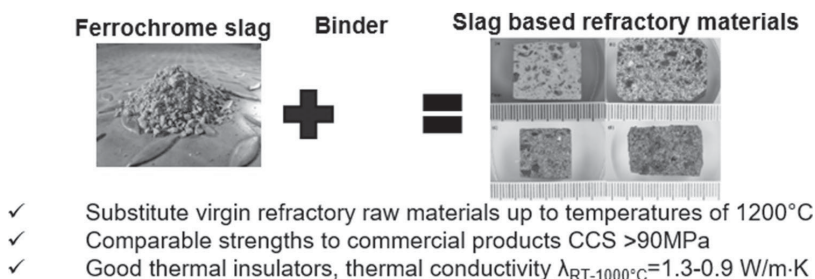 Ferrochrome slag Binder Slag based refractory materials
✓ Substitute virgin refractory raw materials up to temperatures of 1200°C
✓ Comparable strengths to commercial products CCS >90MPa
✓ Good thermal insulators, thermal conductivity λRT-1000°C=1.3-0.9 W/m·K